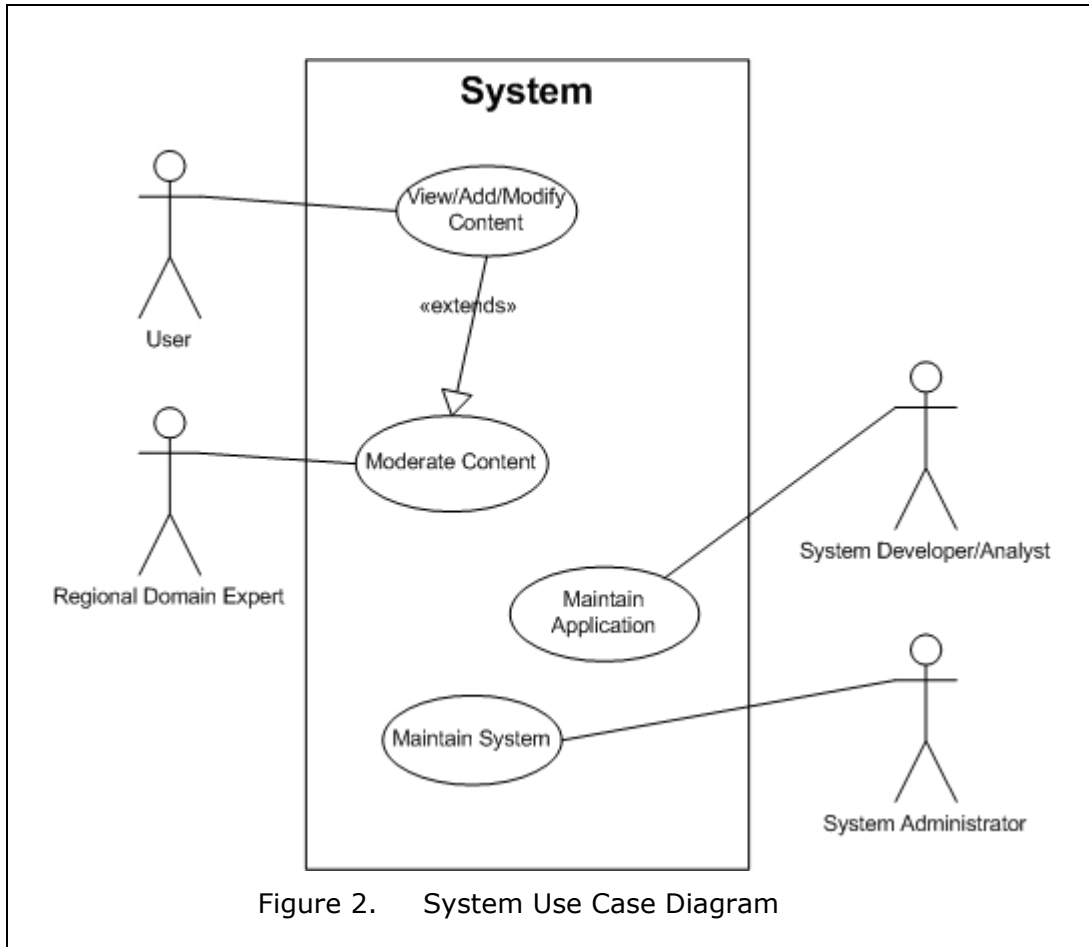 System
View/Add/Modify
Content
«extends»
User
Moderate Content
Regional Domain Expert
System Developer/Analyst
Maintain
Application
Maintain System
System Administrator
Figure 2. System Use Case Diagram